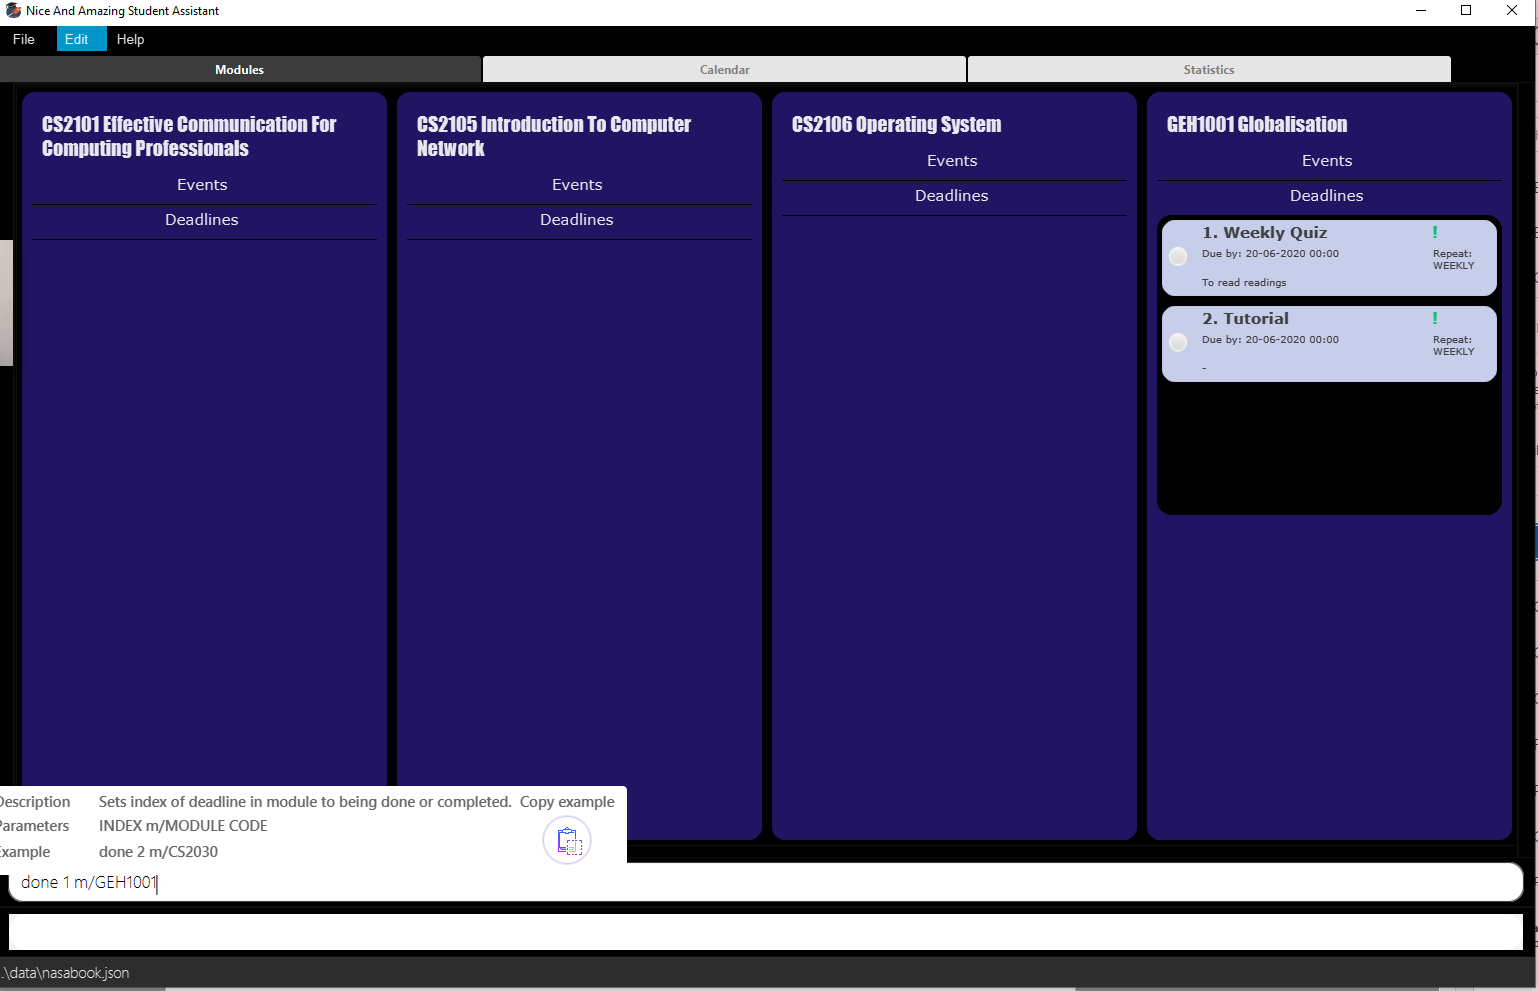 Nice And Amazing Student Assistant
File Edit Help
Modules Calendar Statistics
CS2101 Effective Communication For
Computing Professionals
Events
Deadlines
CS2105 Introduction To Computer
Network
Events
Deadlines
CS2106 Operating System
Events
Deadlines
GEH1001 Globalisation
Events
Deadlines
1. Weekly Quiz !
Due by: 20-06-2020 00:00
Repeat:
WEEKLY
To read readings
2. Tutorial !
Due by: 20-06-2020 00:00
Repeat:
WEEKLY
-
Description Sets index of deadline in module to being done or completed. Copy example
Parameters INDEX m/MODULE CODE
Example done 2 m/CS2030
done 1 m/GEH1001
.\data\nasabook.json